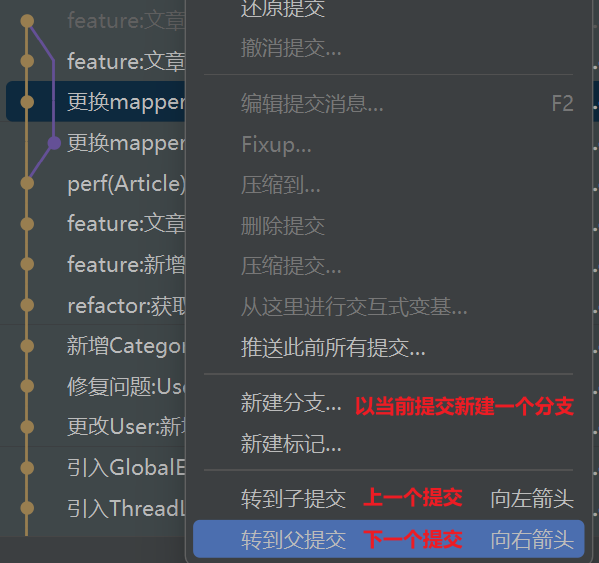 feature:文章
还原提交
撤消提交...
feature:文章
更换mapper
编辑提交消息... F2
更换mapper
Fixup...
perf(Article)
压缩到...
feature:文章
删除提交
feature:新增
压缩提交...
refactor:获取
从这里进行交互式变基...
新增Categor
推送此前所有提交...
修复问题:Use
新建分支... 以当前提交新建一个分支
更改User:新增
新建标记...
引入GlobalE
转到子提交 上一个提交 向左箭头
引入ThreadL
转到父提交 下一个提交 向右箭头